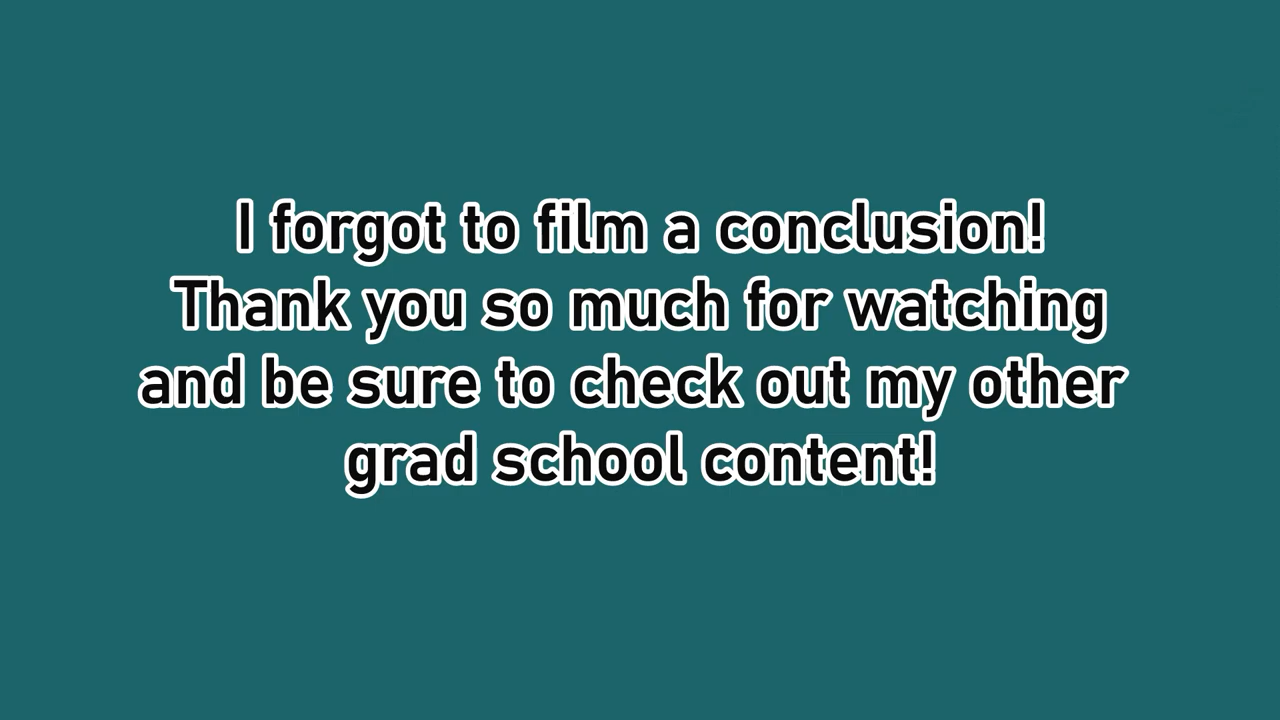 I forgot to film a conclusion!
Thank you so much for watching
and be sure to check out my other
grad school content!